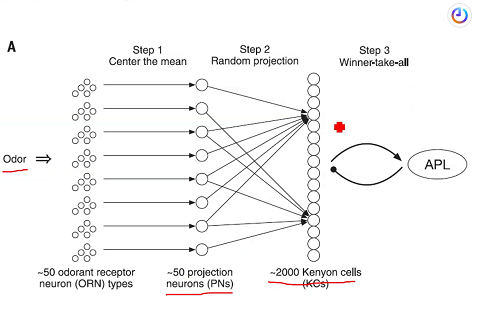 A
Step 1
Center the mean
Step 2
Random projection
Step 3
Winner-take-all
Odor
APL
~50 odorant receptor
neuron (ORN) types
~50 projection
neurons (PNs)
~2000 Kenyon cells
(KCs)